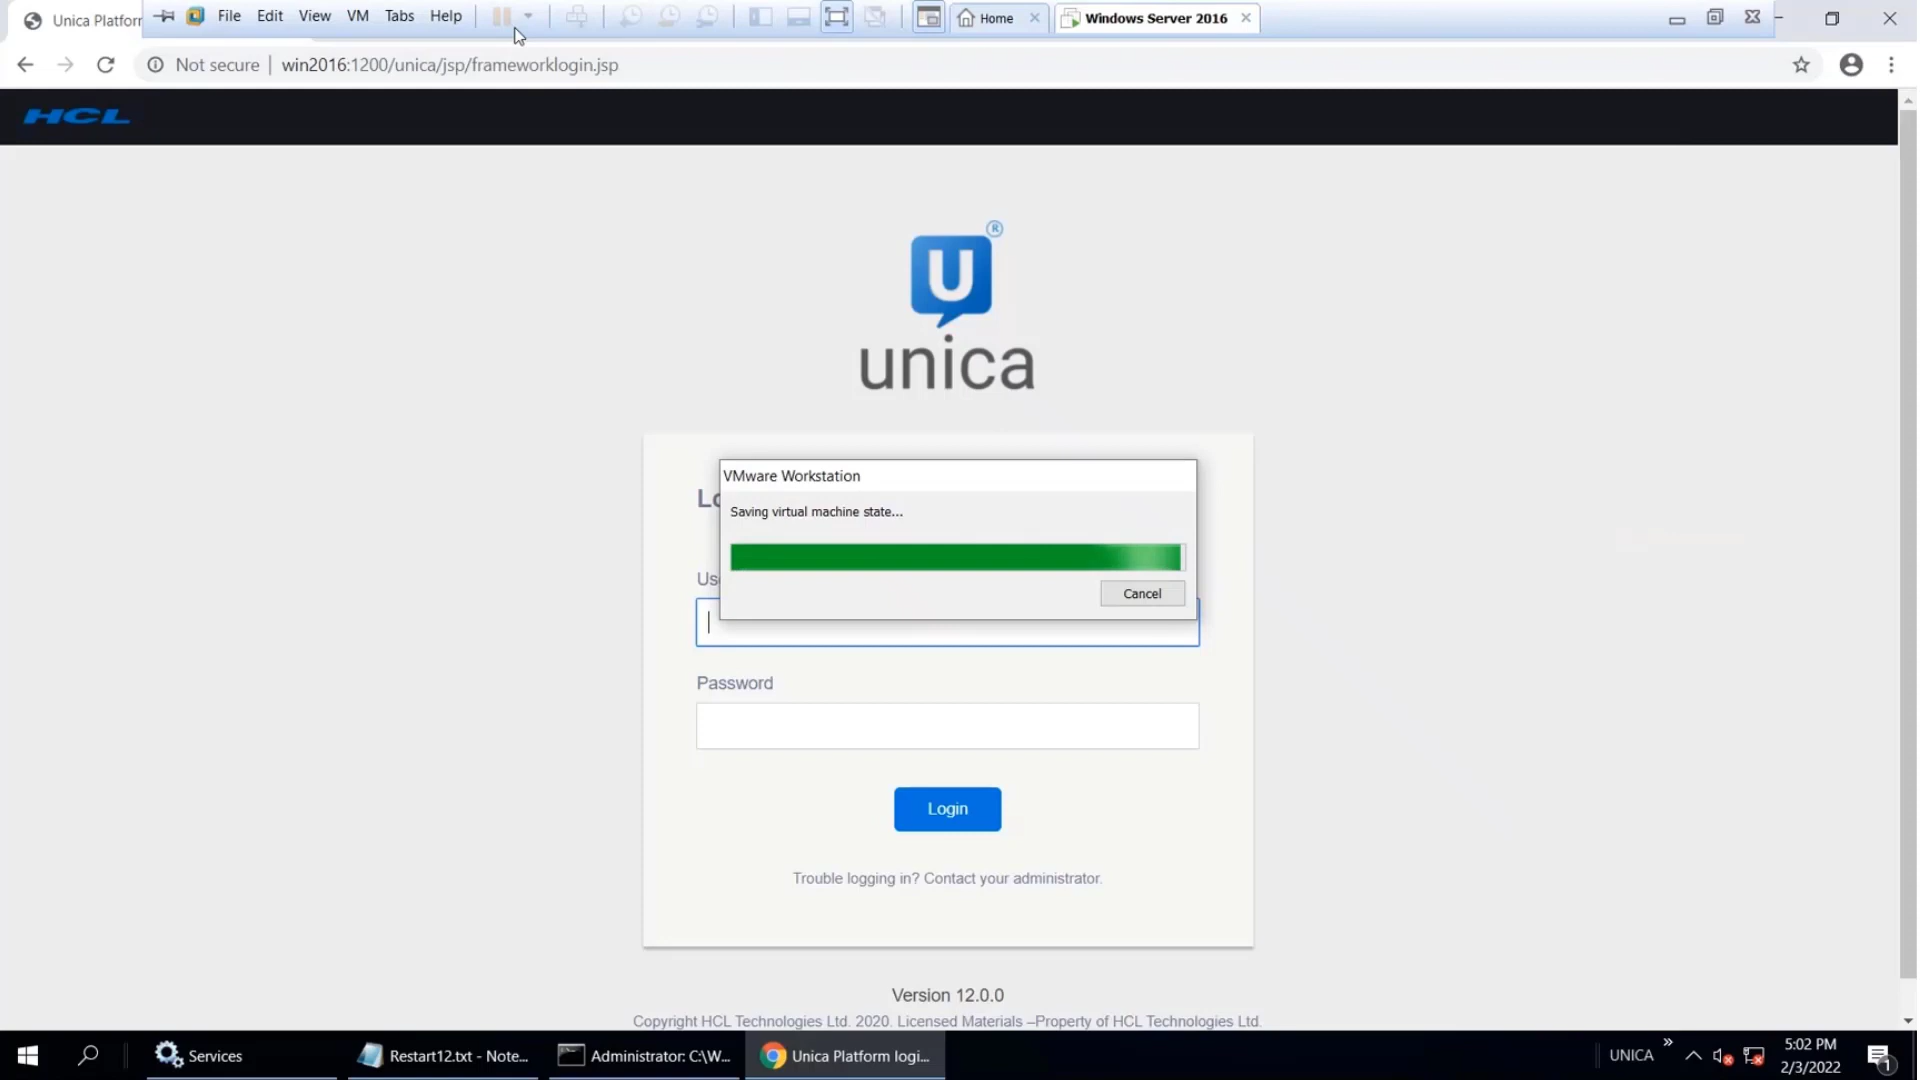 Unica Platforn
File Edit View VM Tabs Help
Home
Windows Server 2016
Not secure | win2016:1200/unica/jsp/frameworklogin.jsp
HCL
U ®
unica
VMware Workstation
Saving virtual machine state...
Cancel
Password
Login
Trouble logging in? Contact your administrator.
Version 12.0.0
Copyright HCL Technologies Ltd. 2020. Licensed Materials –Property of HCL Technologies Ltd.
Services
Restart12.txt - Note...
Administrator: C:\W...
Unica Platform logi...
UNICA
5:02 PM
2/3/2022
1